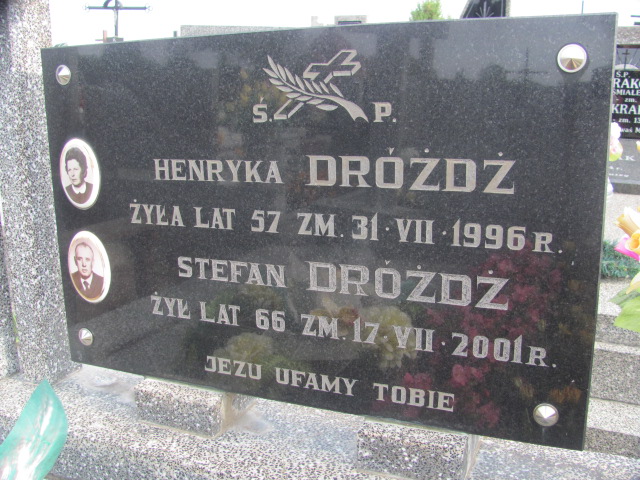 Ś. P.
HENRYKA DRÓŻDŻ
ŻYŁA LAT 57 ZM. 31·VII·1996 R.
STEFAN DRÓŻDŻ
ŻYŁ LAT 66 ZM. 17.VII·2001R.
JEZU UFAMY TOBIE